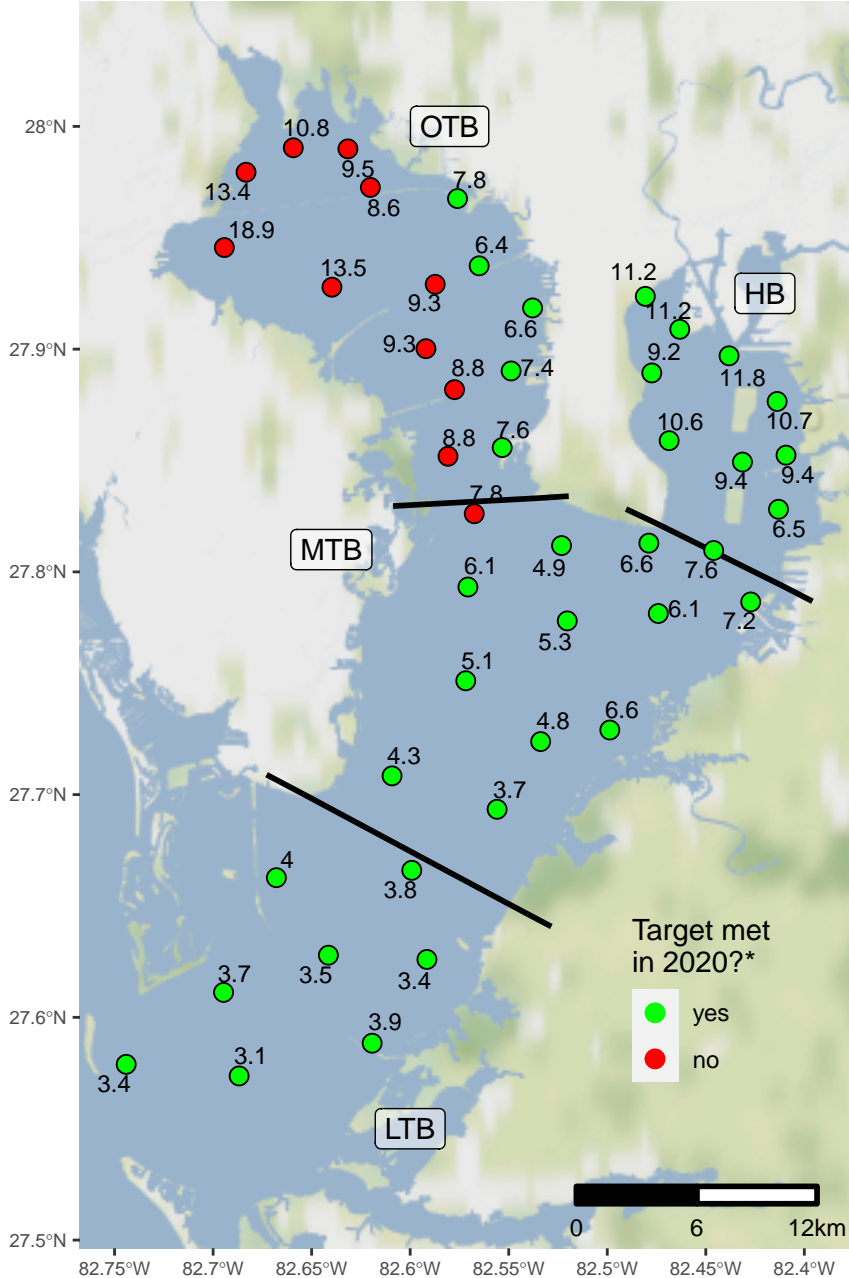 28°N
27.9°N
27.8°N
27.7°N
27.6°N
27.5°N
OTB
10.8
9.5
13.4
8.6
7.8
18.9
6.4
13.5
9.3
6.6
9.3
7.4
8.8
8.8
7.6
HB
11.2
11.2
9.2
11.8
10.7
10.6
9.4
9.4
6.5
7.8
MTB
4.9
6.6
7.6
6.1
6.1
7.2
5.3
5.1
4.8
6.6
4.3
3.7
4
3.8
3.5
3.4
3.7
3.9
3.4
3.1
LTB
Target met
in 2020?*
yes
no
0 6 12km
82.75°W 82.7°W 82.65°W 82.6°W 82.55°W 82.5°W 82.45°W 82.4°W